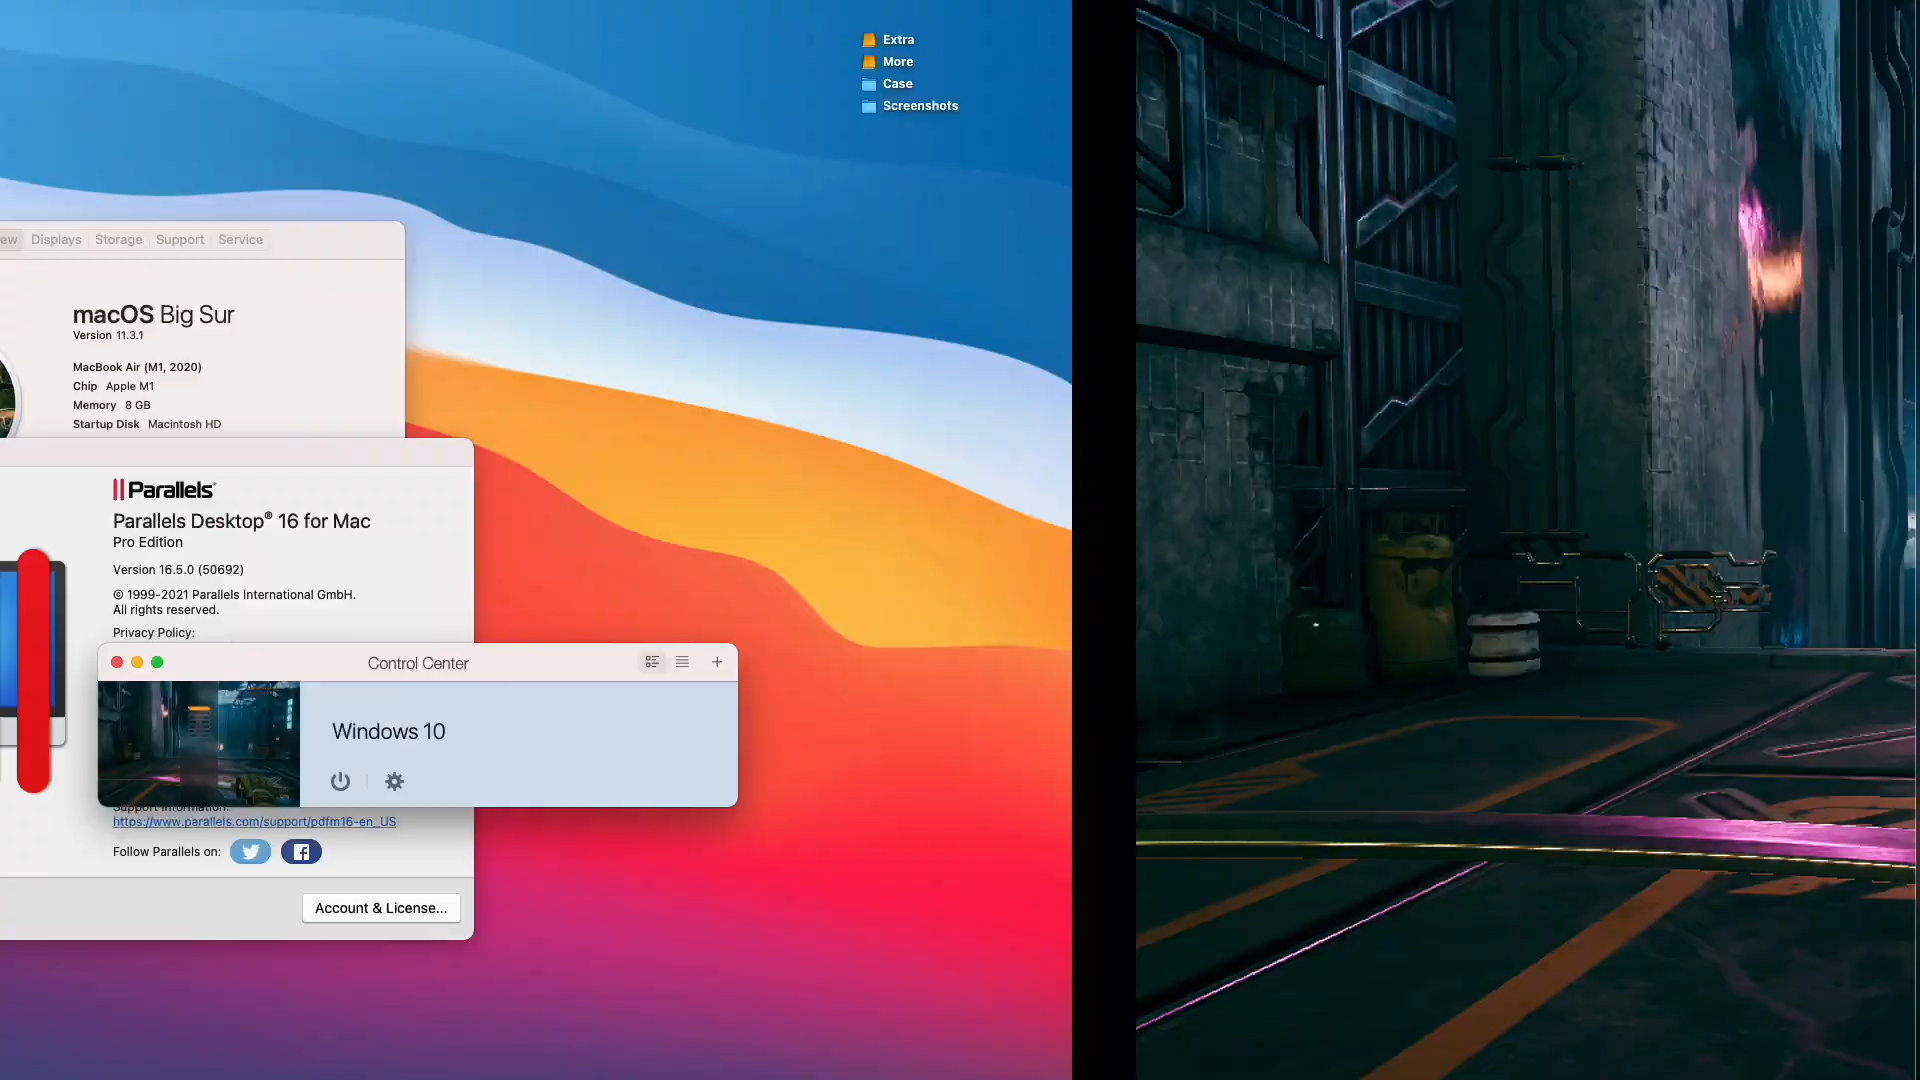 Extra
More
Case
Screenshots
ew Displays Storage Support Service
macOS Big Sur
Version 11.3.1
MacBook Air (M1, 2020)
Chip Apple M1
Memory 8 GB
Startup Disk Macintosh HD
Parallels®
Parallels Desktop® 16 for Mac
Pro Edition
Version 16.5.0 (50692)
© 1999-2021 Parallels International GmbH.
All rights reserved.
Privacy Policy:
Control Center
Windows 10
Support Information:
https://www.parallels.com/support/pdfm16-en_US
Follow Parallels on:
Account & License...